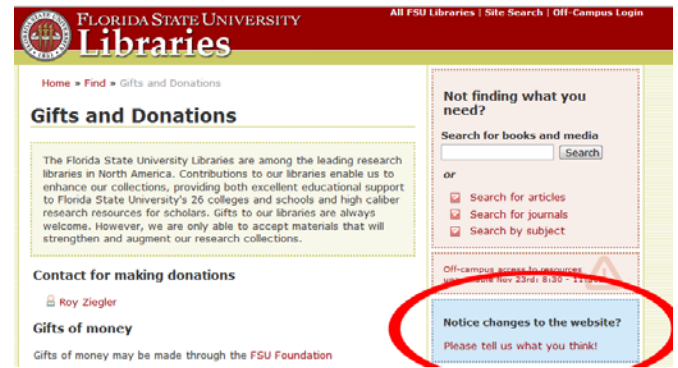 FLORIDA STATE UNIVERSITY
Libraries
All FSU Libraries | Site Search | Off-Campus Login
Home » Find » Gifts and Donations
Gifts and Donations
The Florida State University Libraries are among the leading research
libraries in North America. Contributions to our libraries enable us to
enhance our collections, providing both excellent educational support
to Florida State University's 26 colleges and schools and high caliber
research resources for scholars. Gifts to our libraries are always
welcome. However, we are only able to accept materials that will
strengthen and augment our research collections.
Contact for making donations
Roy Ziegler
Gifts of money
Gifts of money may be made through the FSU Foundation
Not finding what you
need?
Search for books and media
Search
or
Search for articles
Search for journals
Search by subject
Off-campus access to resources
Nov 23rd: 8:30 -
Notice changes to the website?
Please tell us what you think!